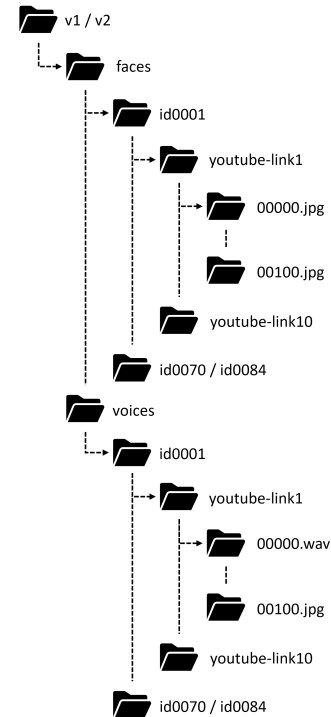 v1 / v2
faces
id0001
youtube-link1
00000.jpg
00100.jpg
youtube-link10
id0070 / id0084
voices
id0001
youtube-link1
00000.wav
00100.jpg
youtube-link10
id0070 / id0084